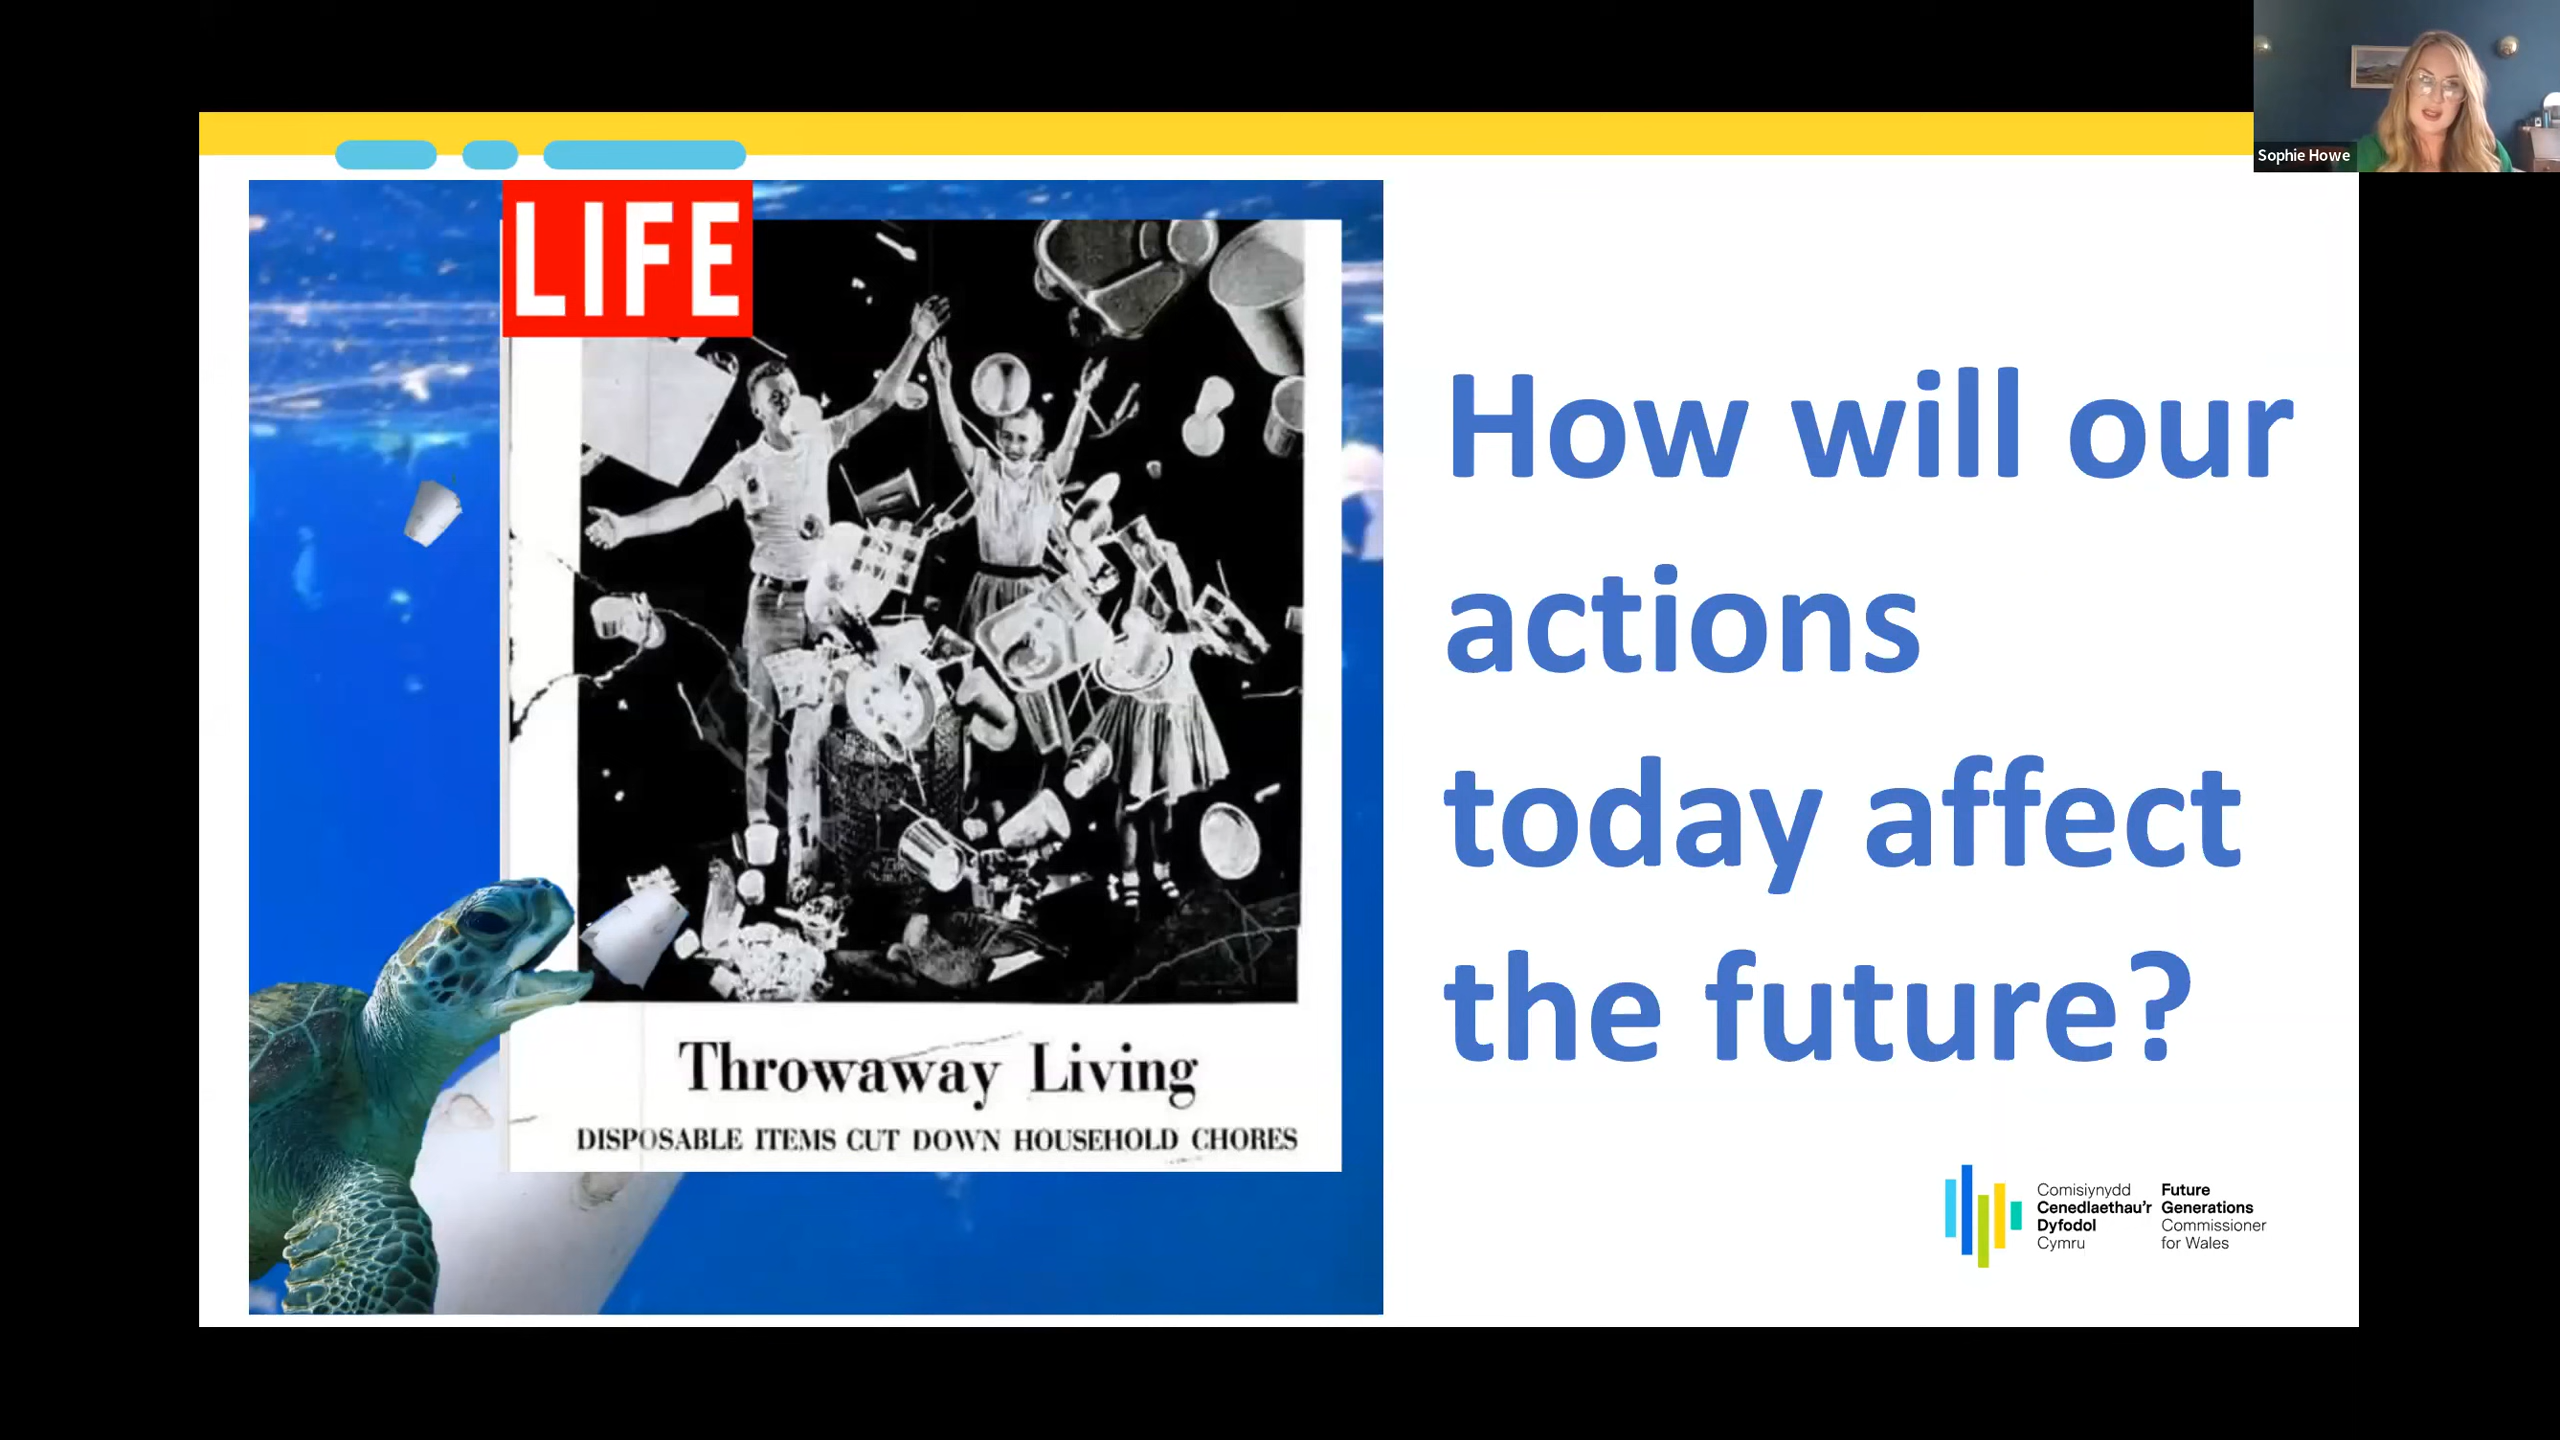 Sophie Howe
LIFE
Throwaway Living
DISPOSABLE ITEMS CUT DOWN HOUSEHOLD CHORES
How will our
actions
today affect
the future?
Comisiynydd
Cenedlaethau'r
Dyfodol
Cymru
Future
Generations
Commissioner
for Wales